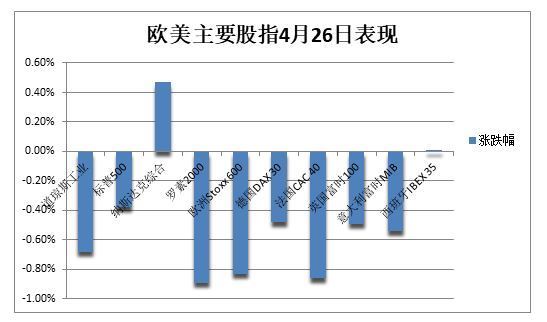 欧美主要股指4月26日表现
0.60%
0.40%
0.20%
0.00%
-0.20%
-0.40%
-0.60%
-0.80%
-1.00%
道琼斯工业
标普500
纳斯达克综合
罗素2000
欧洲Stoxx600
德国DAX30
法国CAC40
英国富时100
意大利富时MIB
西班牙IBEX35
涨跌幅